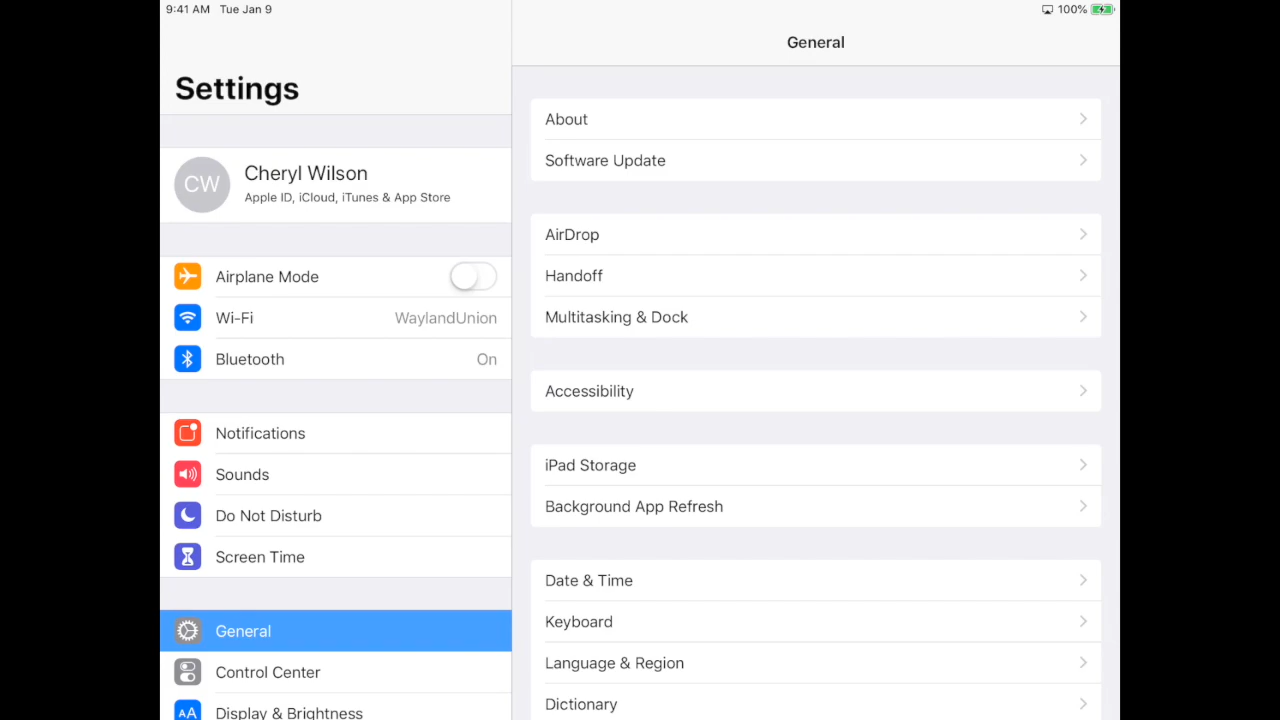 9:41 AM Tue Jan 9
100%
Settings
General
CW
Cheryl Wilson
Apple ID, iCloud, iTunes & App Store
Airplane Mode
Wi-Fi WaylandUnion
Bluetooth On
Notifications
Sounds
Do Not Disturb
Screen Time
General
Control Center
AA Display & Brightness
About
Software Update
AirDrop
Handoff
Multitasking & Dock
Accessibility
iPad Storage
Background App Refresh
Date & Time
Keyboard
Language & Region
Dictionary